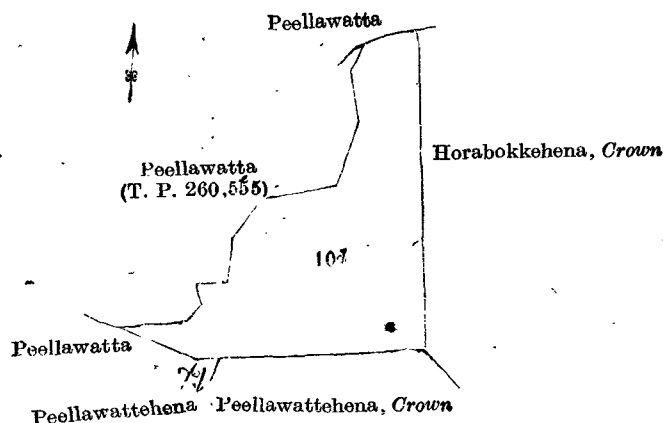 Peellawatta
Peellawatta
(T. P. 260,555)
Horabokkehena, Crown
Peellawatta
Peellawattehena Peellawattehena, Crown